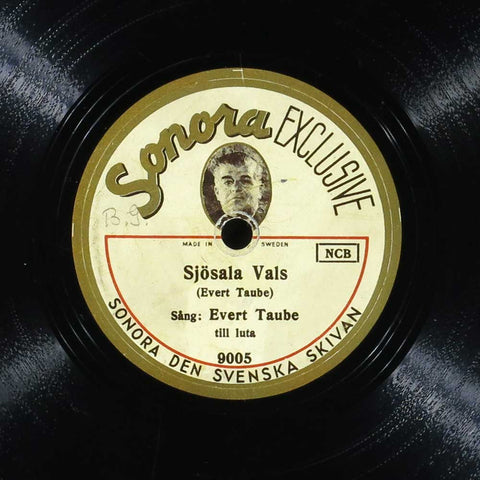 Sonora EXCLUSIVE
B.G.
MADE IN SWEDEN
NCB
Sjösala Vals
(Evert Taube)
Sång: Evert Taube
till luta
9005
SONORA DEN SVENSKA SKIVAN